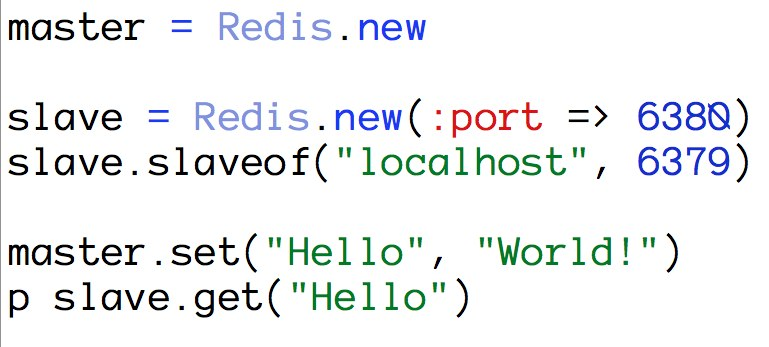 master = Redis.new
slave = Redis.new(:port => 6380)
slave.slaveof("localhost", 6379)
master.set("Hello", "World!")
p slave.get("Hello")